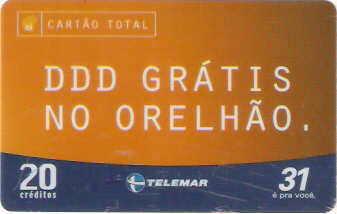 CARTÃO TOTAL
DDD GRÁTIS
NO ORELHÃO.
20
créditos
TELEMAR
31
é pra você.